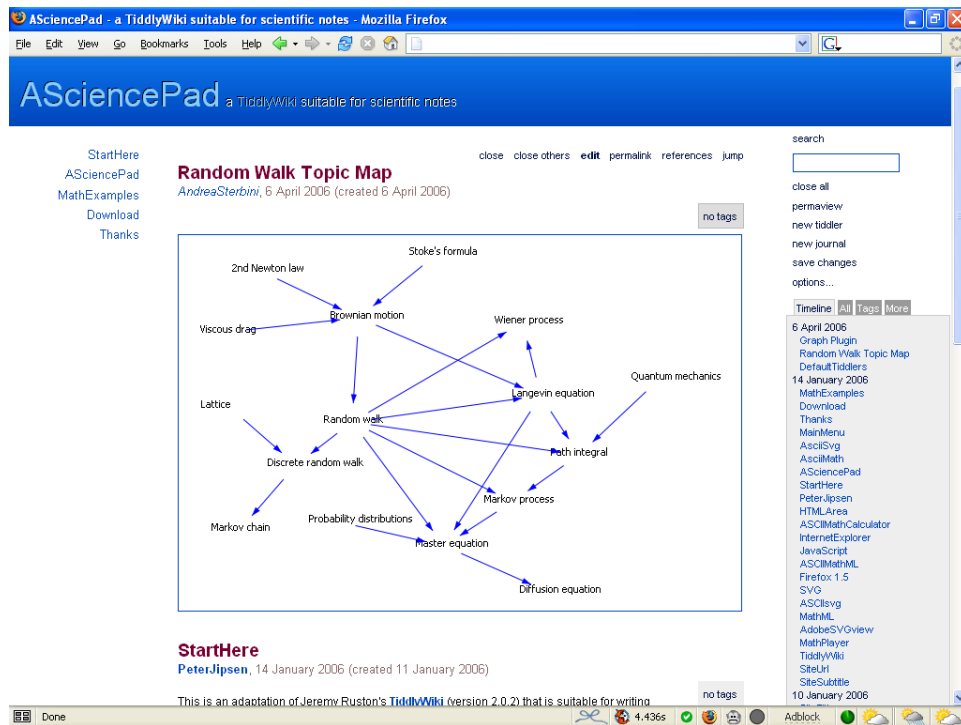 ASciencePad - a TiddlyWiki suitable for scientific notes - Mozilla Firefox
File Edit View Go Bookmarks Tools Help
G
ASciencePad a TiddlyWiki suitable for scientific notes
StartHere
ASciencePad
MathExamples
Download
Thanks
close close others edit permalink references jump
Random Walk Topic Map
AndreaSterbini, 6 April 2006 (created 6 April 2006)
no tags
Stoke's formula
2nd Newton law
Brownian motion
Wiener process
Viscous drag
Quantum mechanics
Langevin equation
Lattice
Random walk
Path integral
Discrete random walk
Markov process
Probability distributions
Markov chain
Master equation
Diffusion equation
StartHere
PeterJipsen, 14 January 2006 (created 11 January 2006)
no tags
This is an adaptation of Jeremy Ruston's TiddlyWiki (version 2.0.2) that is suitable for writing
search
close all
permaview
new tiddler
new journal
save changes
options...
Timeline All Tags More
6 April 2006
Graph Plugin
Random Walk Topic Map
DefaultTiddlers
14 January 2006
MathExamples
Download
Thanks
MainMenu
AsciiSvg
AsciiMath
ASciencePad
StartHere
PeterJipsen
HTMLArea
ASCIIMathCalculator
InternetExplorer
JavaScript
ASCIIMathML
Firefox 1.5
SVG
ASCIIsvg
MathML
AdobeSVGview
MathPlayer
TiddlyWiki
SiteUrl
SiteSubtitle
10 January 2006
Done 4.436s Adblock